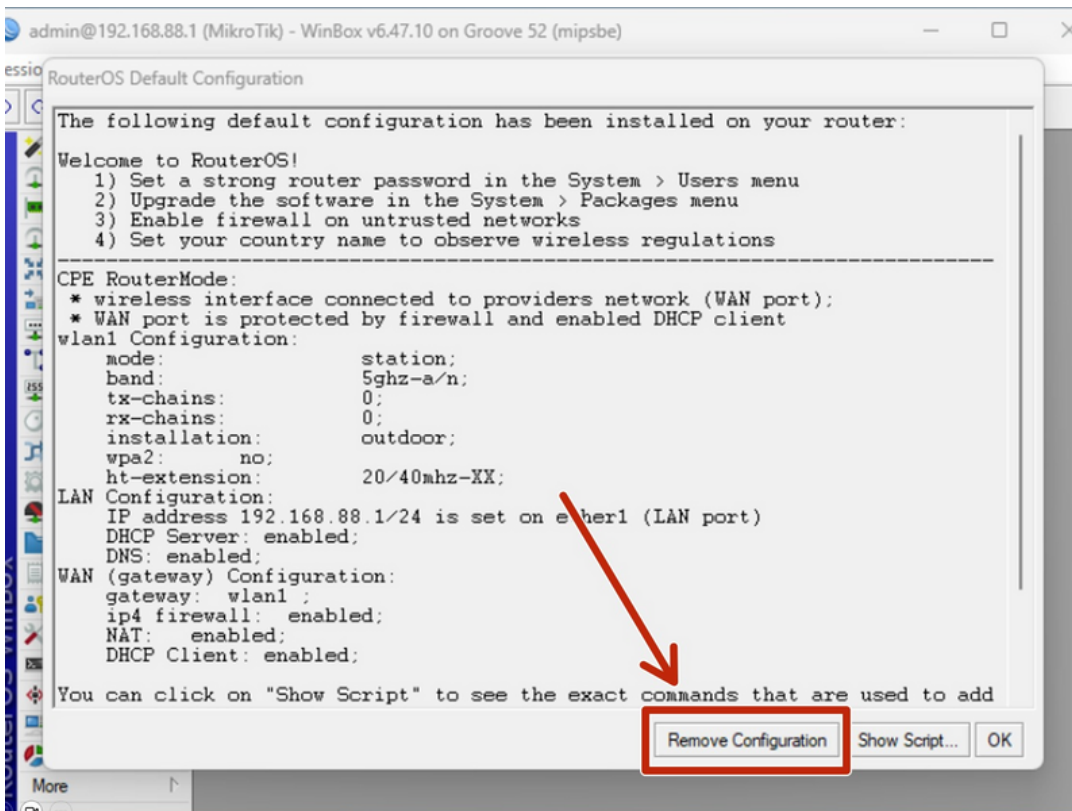 admin@192.168.88.1 (MikroTik) - WinBox v6.47.10 on Groove 52 (mipsbe)
RouterOS Default Configuration
The following default configuration has been installed on your router:
Welcome to RouterOS!
1) Set a strong router password in the System > Users menu
2) Upgrade the software in the System > Packages menu
3) Enable firewall on untrusted networks
4) Set your country name to observe wireless regulations
--------------------------------------------------------------------------------
CPE RouterMode:
* wireless interface connected to providers network (WAN port);
* WAN port is protected by firewall and enabled DHCP client
wlan1 Configuration:
mode: station;
band: 5ghz-a/n;
tx-chains: 0;
rx-chains: 0;
installation: outdoor;
wpa2: no;
ht-extension: 20/40mhz-XX;
LAN Configuration:
IP address 192.168.88.1/24 is set on ether1 (LAN port)
DHCP Server: enabled;
DNS: enabled;
WAN (gateway) Configuration:
gateway: wlan1 ;
ip4 firewall: enabled;
NAT: enabled;
DHCP Client: enabled;
You can click on "Show Script" to see the exact commands that are used to add
Remove Configuration Show Script... OK
More
RouterOS WinBox